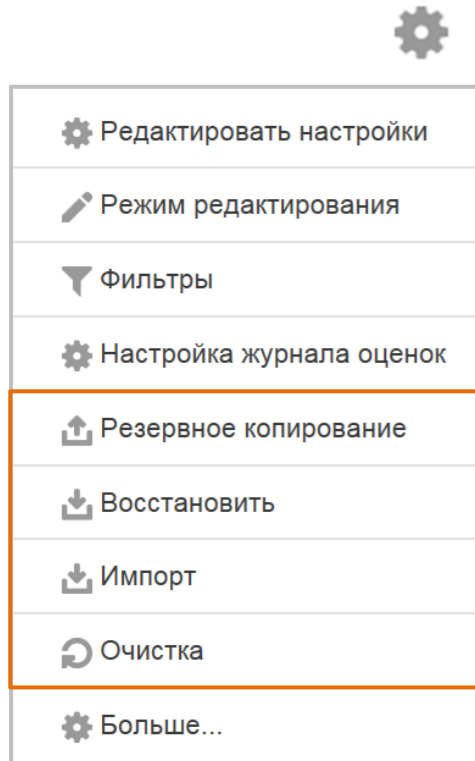 Редактировать настройки
Режим редактирования
Фильтры
Настройка журнала оценок
Резервное копирование
Восстановить
Импорт
Очистка
Больше...